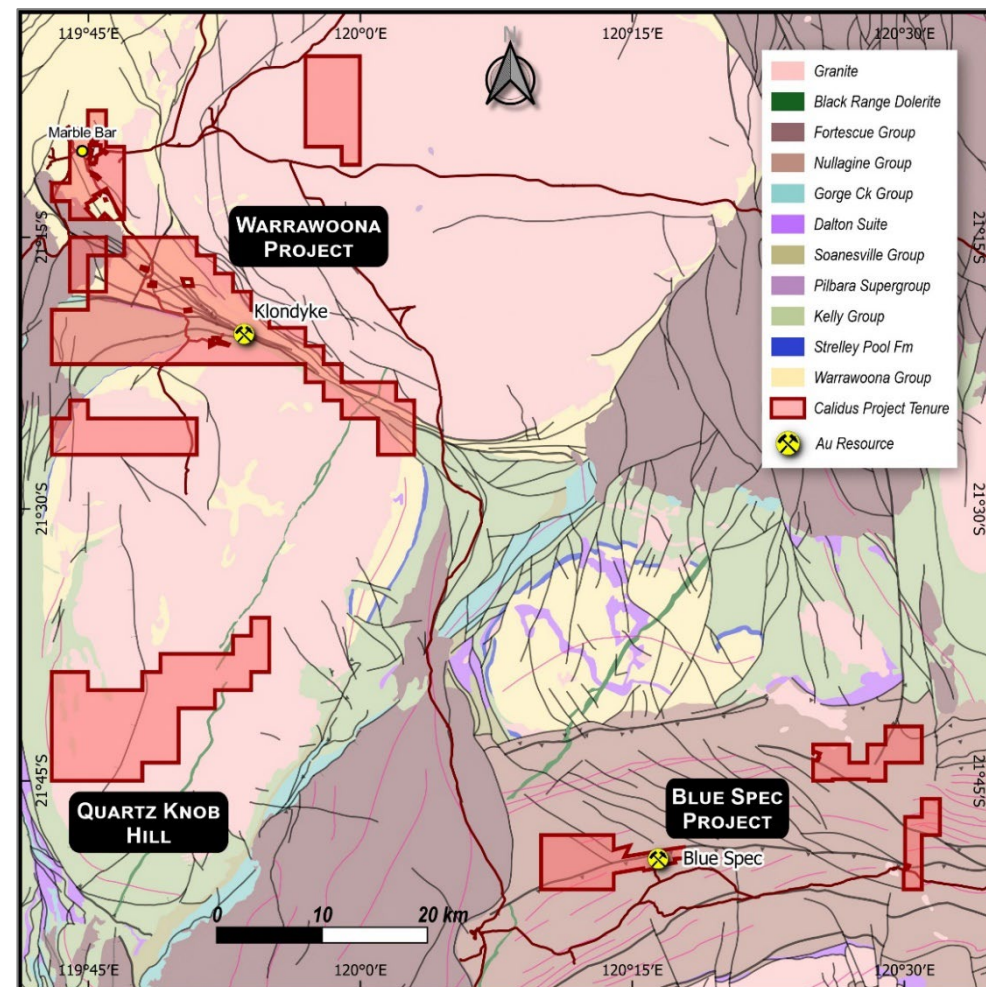 119°45'E
120°0'E
120°15'E
120°30'E
N
Granite
Black Range Dolerite
Fortescue Group
Nullagine Group
Gorge Ck Group
Dalton Suite
Soanesville Group
Pilbara Supergroup
Kelly Group
Strelley Pool Fm
Warrawoona Group
Calidus Project Tenure
Au Resource
Marble Bar
21°15'S
WARRAWOONA
PROJECT
21°15'S
Klondyke
21°30'S
21°30'S
21°45'S
21°45'S
QUARTZ KNOB
HILL
BLUE SPEC
PROJECT
Blue Spec
0 10 20 km
119°45'E
120°0'E
120°15'E
120°30'E